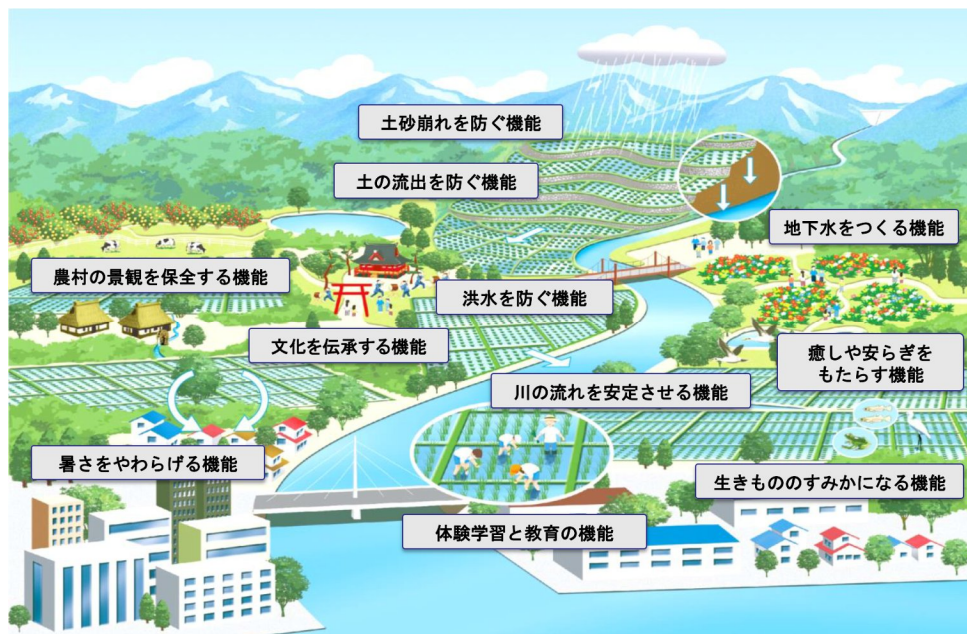 土砂崩れを防ぐ機能
土の流出を防ぐ機能
地下水をつくる機能
農村の景観を保全する機能
洪水を防ぐ機能
文化を伝承する機能
癒しや安らぎを
もたらす機能
川の流れを安定させる機能
暑さをやわらげる機能
生きもののすみかになる機能
体験学習と教育の機能